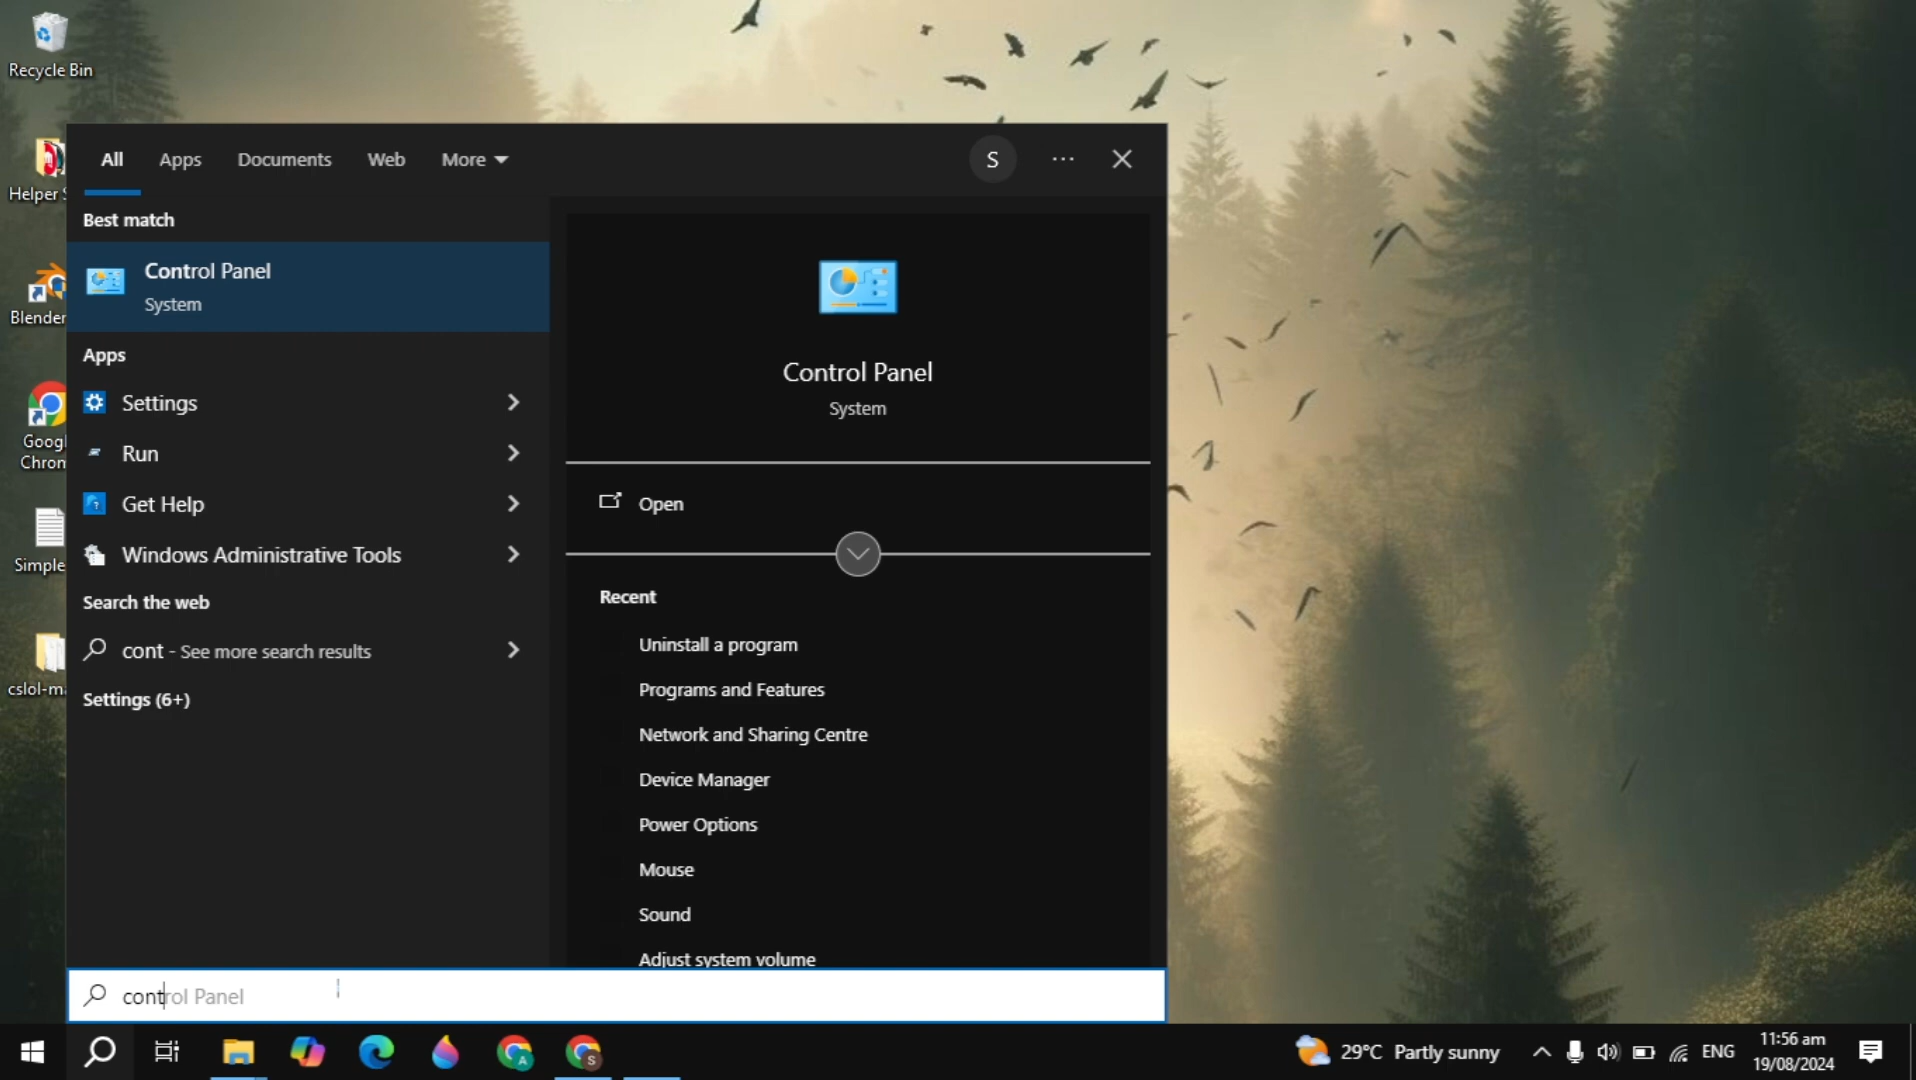 Recycle Bin
Helper S
Blender
Googl
Chrom
Simple
cslol-ma
All
Apps
Documents
Web
More
S
Best match
Control Panel
System
Apps
Settings
Run
Get Help
Windows Administrative Tools
Search the web
cont - See more search results
Settings (6+)
Control Panel
System
Open
Recent
Uninstall a program
Programs and Features
Network and Sharing Centre
Device Manager
Power Options
Mouse
Sound
Adjust system volume
control Panel
A
S
29°C Partly sunny
ENG
11:56 am
19/08/2024